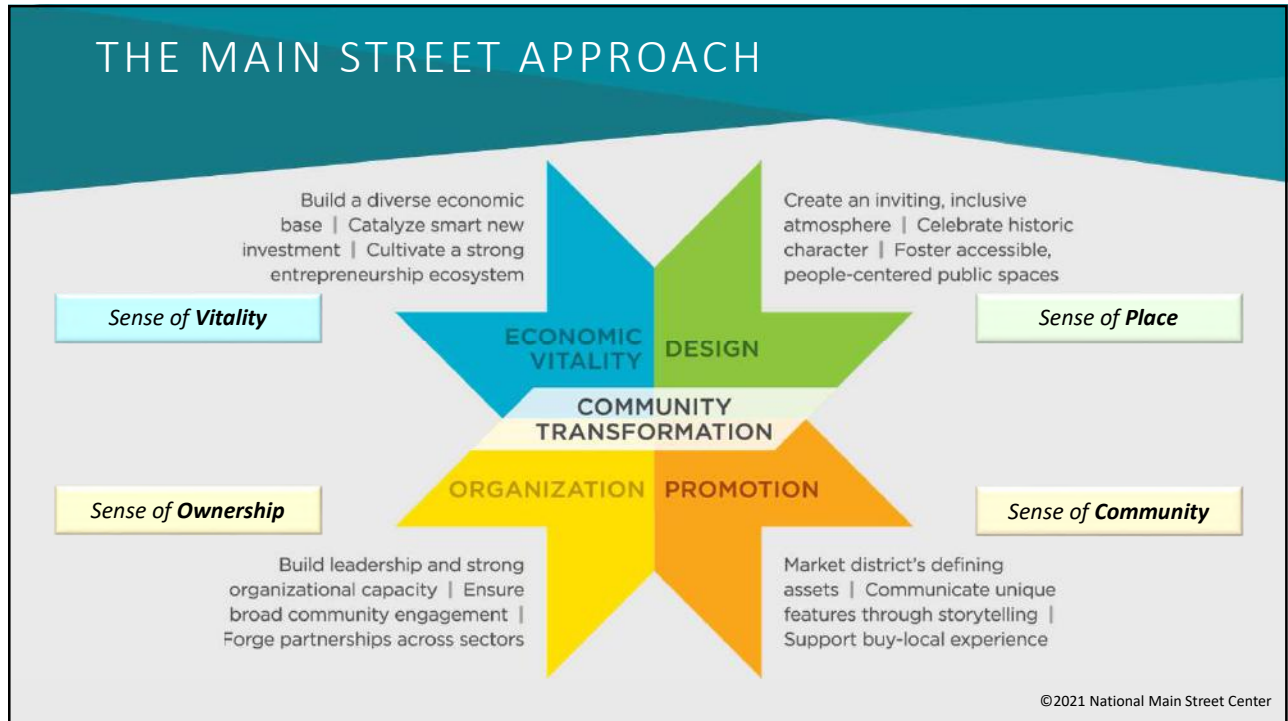 THE MAIN STREET APPROACH
Build a diverse economic
base | Catalyze smart new
investment | Cultivate a strong
entrepreneurship ecosystem
Create an inviting, inclusive
atmosphere | Celebrate historic
character | Foster accessible,
people-centered public spaces
Sense of Vitality
Sense of Place
ECONOMIC
VITALITY
DESIGN
COMMUNITY
TRANSFORMATION
ORGANIZATION
PROMOTION
Sense of Ownership
Sense of Community
Build leadership and strong
organizational capacity | Ensure
broad community engagement |
Forge partnerships across sectors
Market district's defining
assets | Communicate unique
features through storytelling |
Support buy-local experience
©2021 National Main Street Center